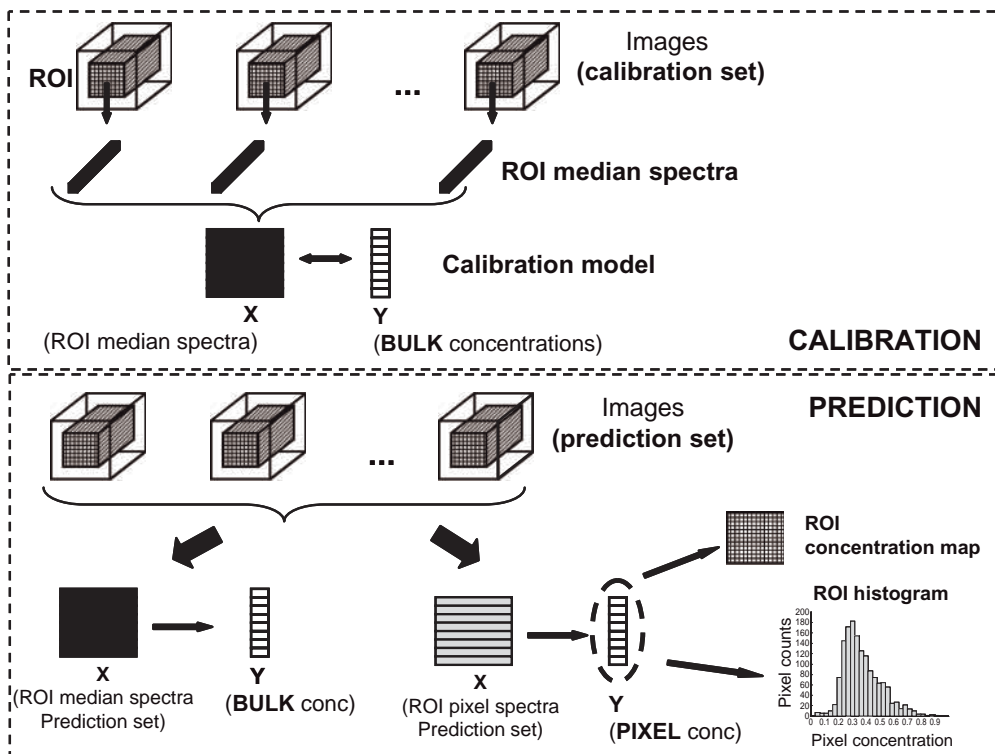 Images
(calibration set)
ROI
...
ROI median spectra
Calibration model
X
(ROI median spectra)
Y
(BULK concentrations)
CALIBRATION
PREDICTION
Images
(prediction set)
...
ROI
concentration map
ROI histogram
X
(ROI median spectra
Prediction set)
Y
(BULK conc)
X
(ROI pixel spectra
Prediction set)
Y
(PIXEL conc)
Pixel counts
200
180
160
140
120
100
80
60
40
20
0
0 0.1 0.2 0.3 0.4 0.5 0.6 0.7 0.8 0.9
Pixel concentration